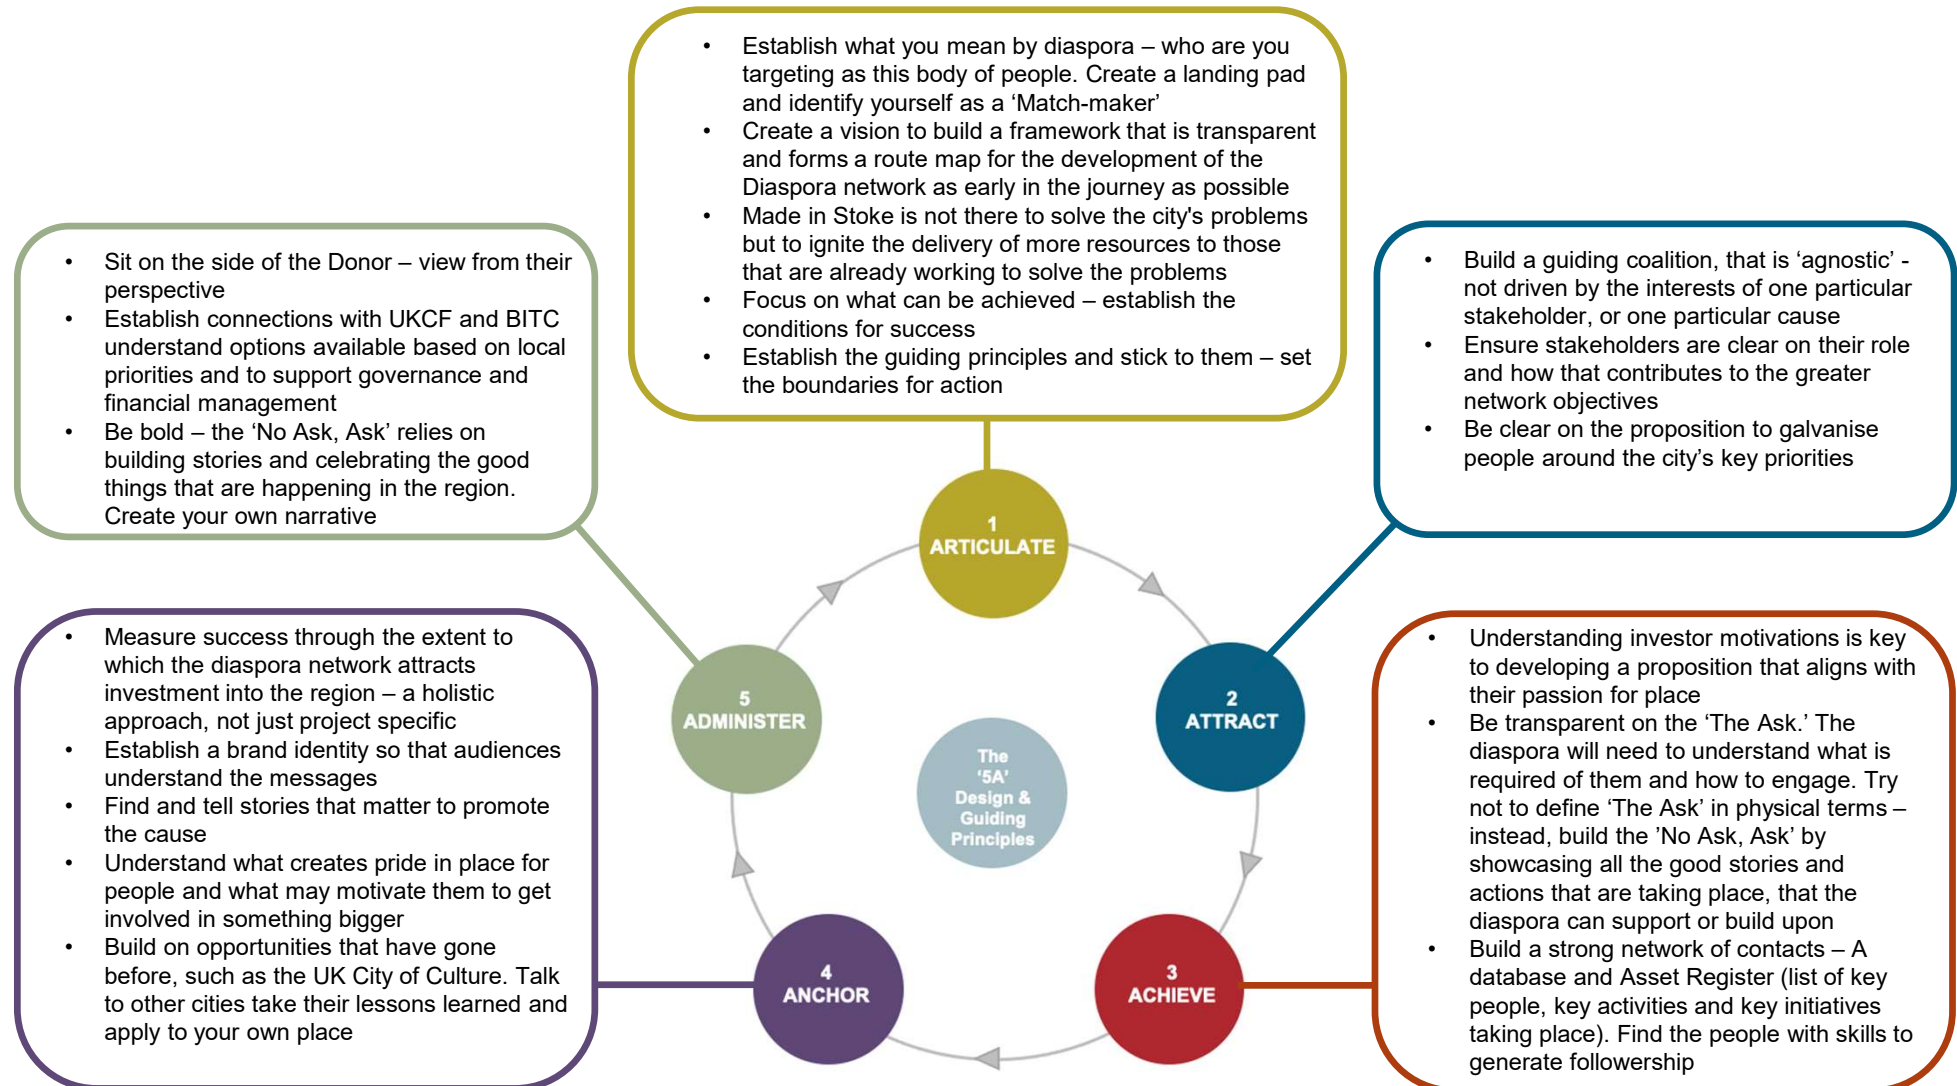 • Establish what you mean by diaspora – who are you
targeting as this body of people. Create a landing pad
and identify yourself as a ‘Match-maker’
• Create a vision to build a framework that is transparent
and forms a route map for the development of the
Diaspora network as early in the journey as possible
• Made in Stoke is not there to solve the city's problems
but to ignite the delivery of more resources to those
that are already working to solve the problems
• Focus on what can be achieved – establish the
conditions for success
• Establish the guiding principles and stick to them – set
the boundaries for action
• Sit on the side of the Donor – view from their
perspective
• Establish connections with UKCF and BITC
understand options available based on local
priorities and to support governance and
financial management
• Be bold – the ‘No Ask, Ask’ relies on
building stories and celebrating the good
things that are happening in the region.
Create your own narrative
• Build a guiding coalition, that is ‘agnostic’ -
not driven by the interests of one particular
stakeholder, or one particular cause
• Ensure stakeholders are clear on their role
and how that contributes to the greater
network objectives
• Be clear on the proposition to galvanise
people around the city’s key priorities
1
ARTICULATE
2
ATTRACT
3
ACHIEVE
4
ANCHOR
5
ADMINISTER
The
‘5A’
Design &
Guiding
Principles
• Measure success through the extent to
which the diaspora network attracts
investment into the region – a holistic
approach, not just project specific
• Establish a brand identity so that audiences
understand the messages
• Find and tell stories that matter to promote
the cause
• Understand what creates pride in place for
people and what may motivate them to get
involved in something bigger
• Build on opportunities that have gone
before, such as the UK City of Culture. Talk
to other cities take their lessons learned and
apply to your own place
• Understanding investor motivations is key
to developing a proposition that aligns with
their passion for place
• Be transparent on the ‘The Ask.’ The
diaspora will need to understand what is
required of them and how to engage. Try
not to define ‘The Ask’ in physical terms –
instead, build the ’No Ask, Ask’ by
showcasing all the good stories and
actions that are taking place, that the
diaspora can support or build upon
• Build a strong network of contacts – A
database and Asset Register (list of key
people, key activities and key initiatives
taking place). Find the people with skills to
generate followership